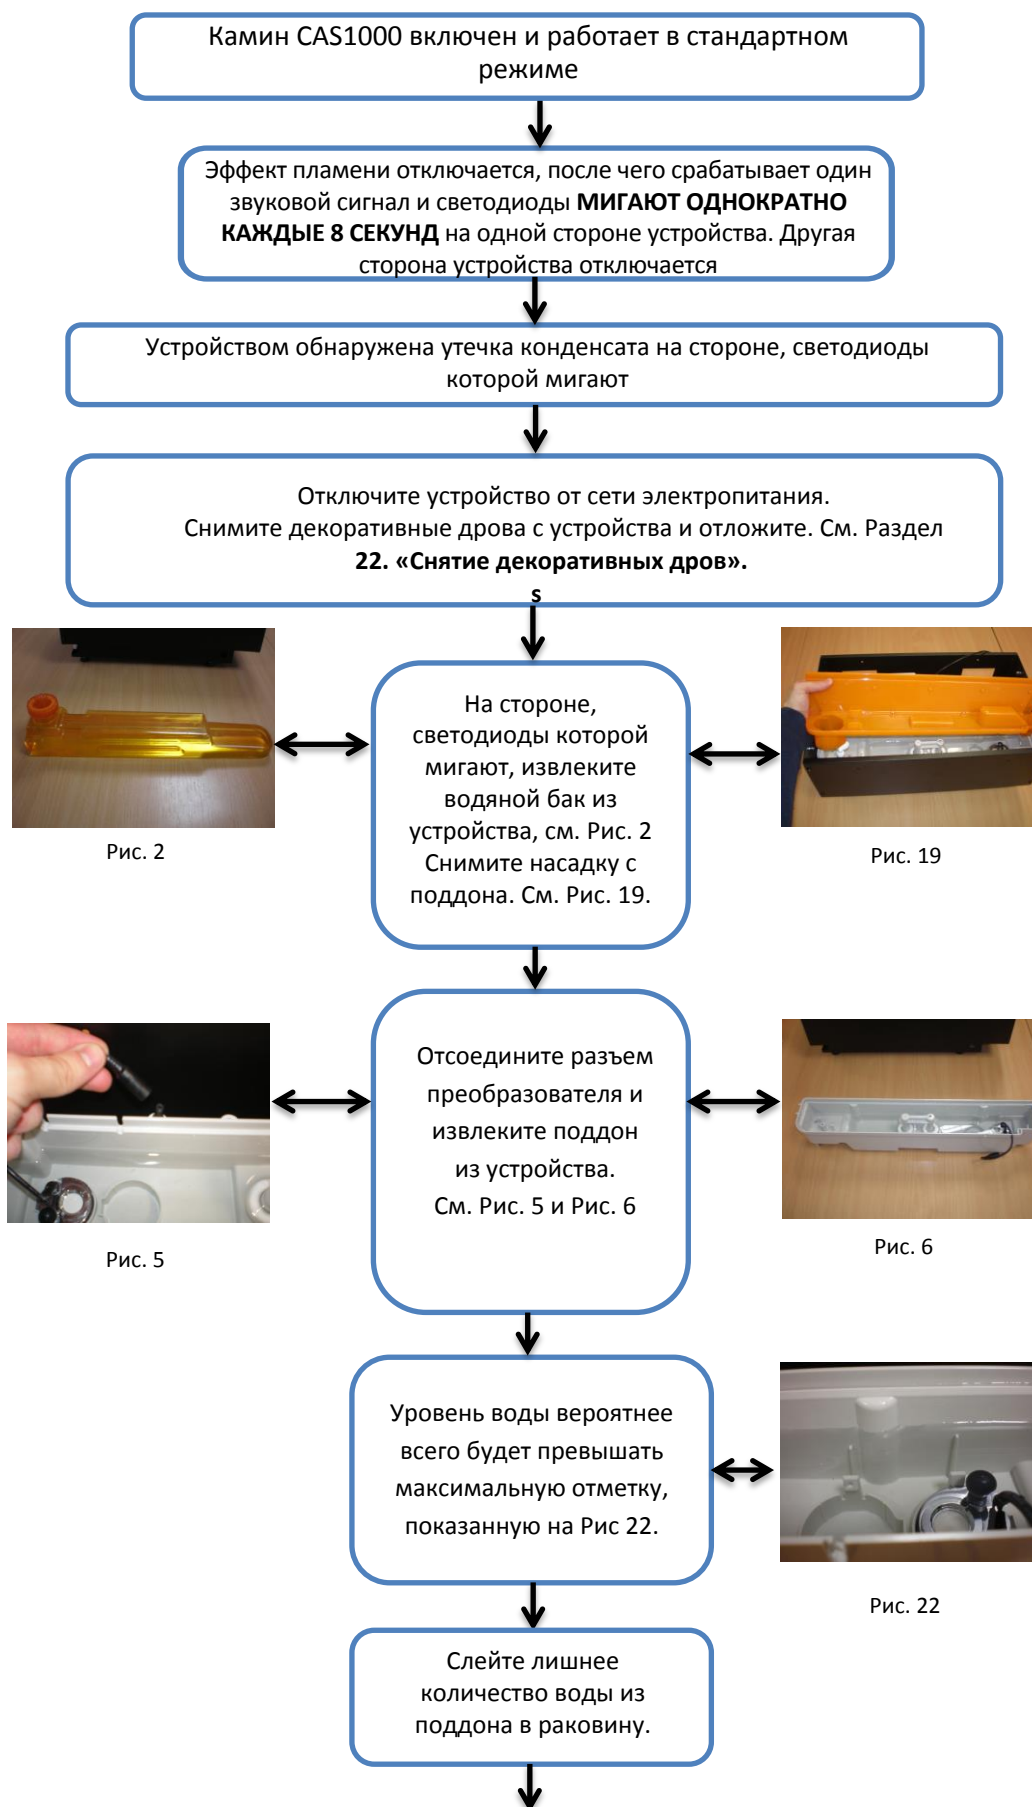 Камин CAS1000 включен и работает в стандартном
режиме
Эффект пламени отключается, после чего срабатывает один
звуковой сигнал и светодиоды МИГАЮТ ОДНОКРАТНО
КАЖДЫЕ 8 СЕКУНД на одной стороне устройства. Другая
сторона устройства отключается
Устройством обнаружена утечка конденсата на стороне, светодиоды
которой мигают
Отключите устройство от сети электропитания.
Снимите декоративные дрова с устройства и отложите. См. Раздел
22. «Снятие декоративных дров».
s
На стороне,
светодиоды которой
мигают, извлеките
водяной бак из
устройства, см. Рис. 2
Снимите насадку с
поддона. См. Рис. 19.
Рис. 2
Рис. 19
Отсоедините разъем
преобразователя и
извлеките поддон
из устройства.
См. Рис. 5 и Рис. 6
Рис. 5
Рис. 6
Уровень воды вероятнее
всего будет превышать
максимальную отметку,
показанную на Рис 22.
Рис. 22
Слейте лишнее
количество воды из
поддона в раковину.